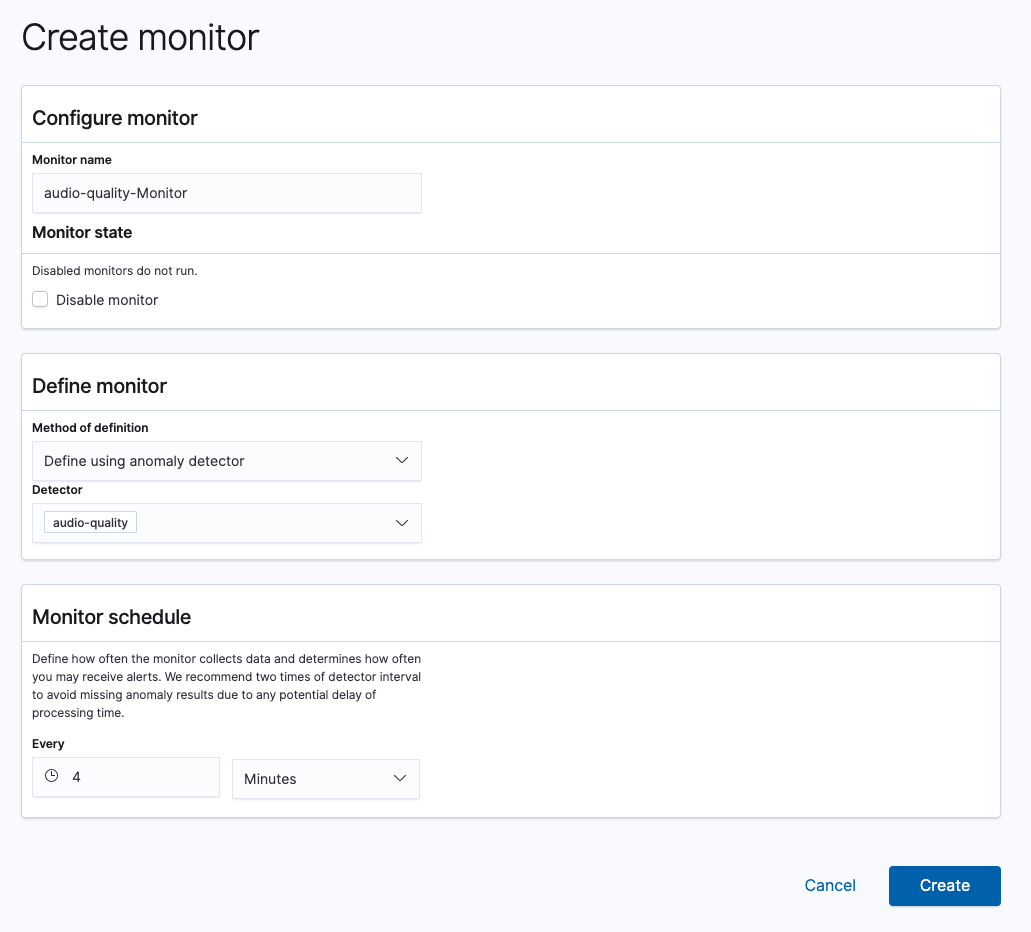 Create monitor
Configure monitor
Monitor name
audio-quality-Monitor
Monitor state
Disabled monitors do not run.
Disable monitor
Define monitor
Method of definition
Define using anomaly detector
Detector
audio-quality
Monitor schedule
Define how often the monitor collects data and determines how often
you may receive alerts. We recommend two times of detector interval
to avoid missing anomaly results due to any potential delay of
processing time.
Every
4 Minutes
Cancel Create